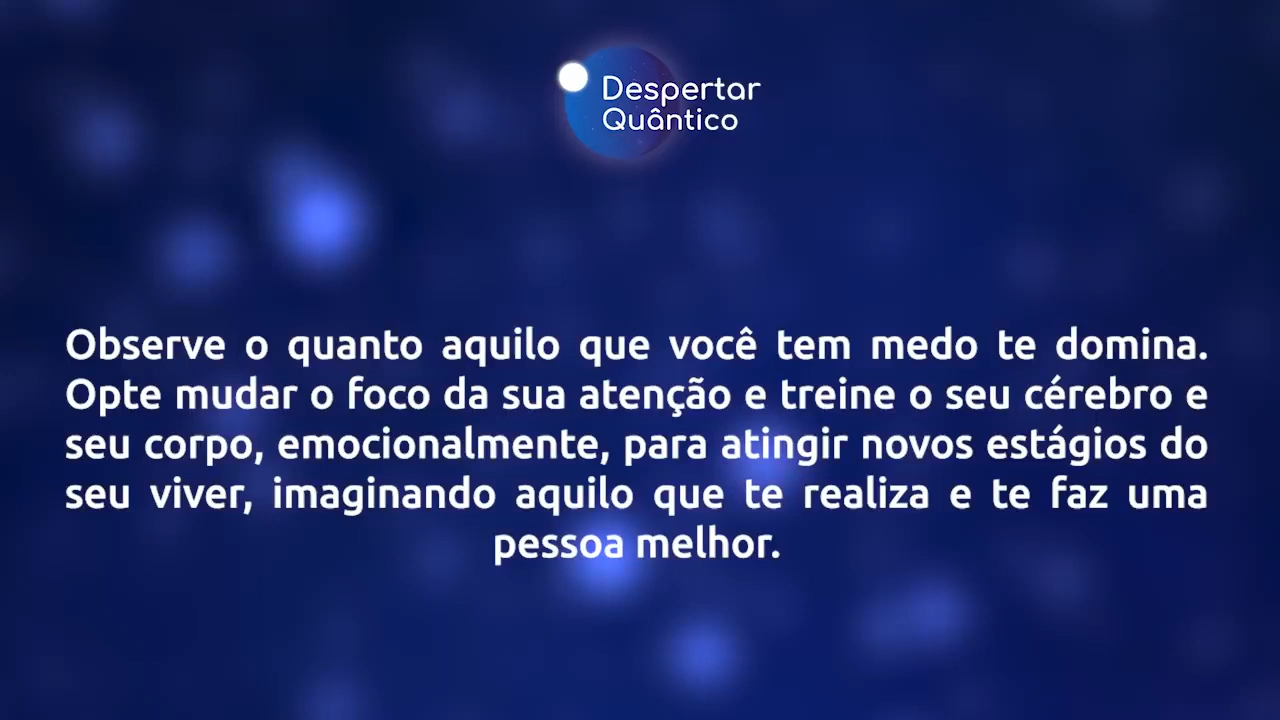 Despertar
Quântico
Observe o quanto aquilo que você tem medo te domina.
Opte mudar o foco da sua atenção e treine o seu cérebro e
seu corpo, emocionalmente, para atingir novos estágios do
seu viver, imaginando aquilo que te realiza e te faz uma
pessoa melhor.